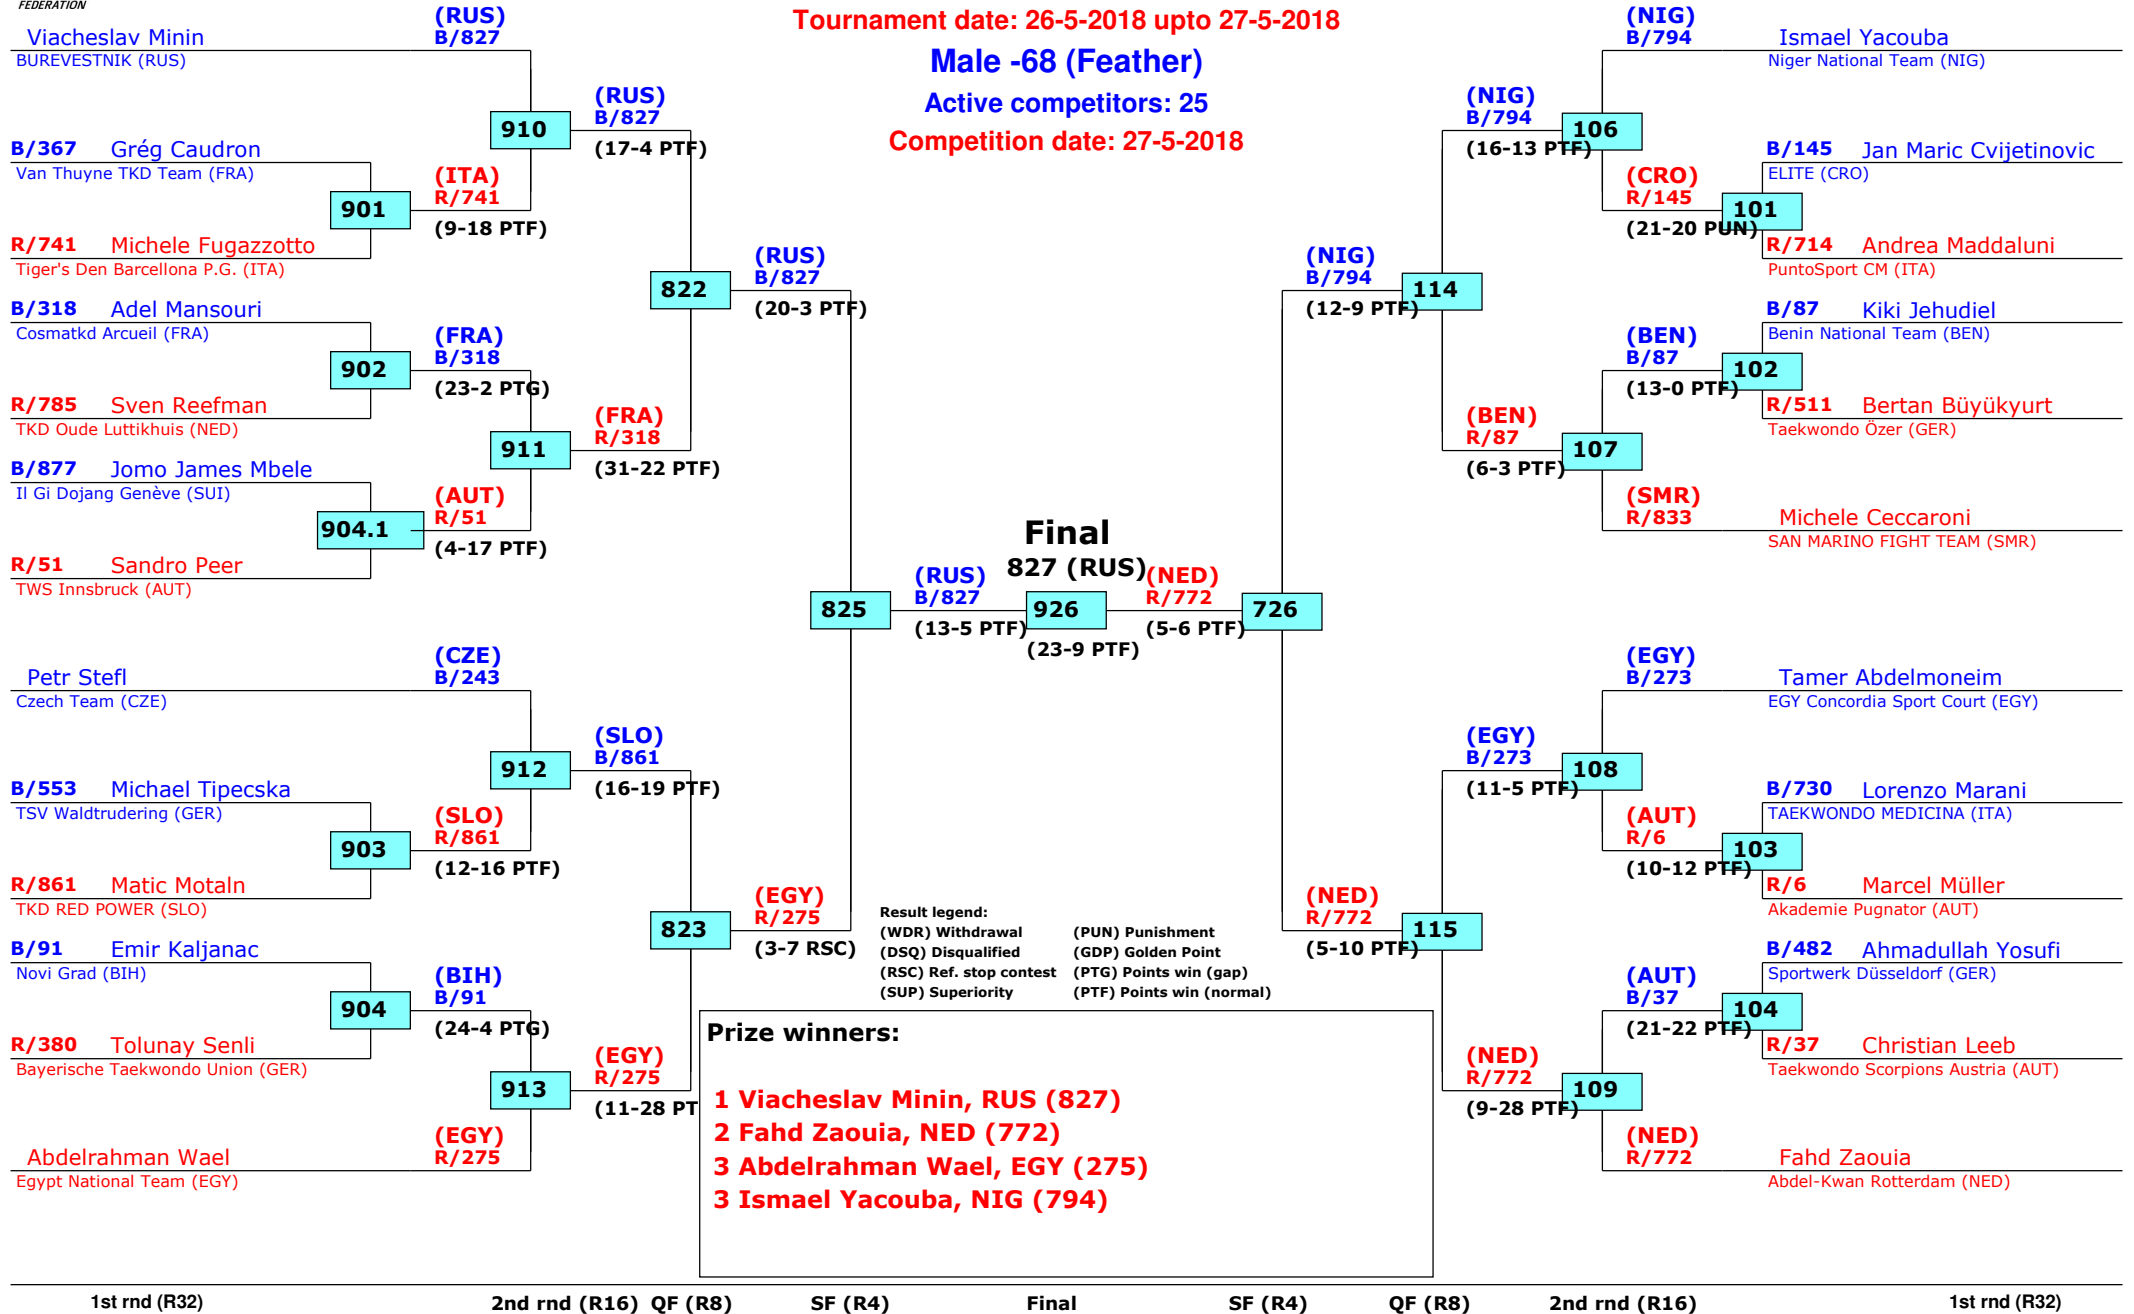 FEDERATION
Tournament date: 26-5-2018 upto 27-5-2018
Male -68 (Feather)
Active competitors: 25
Competition date: 27-5-2018
(RUS)
Viacheslav Minin B/827
BUREVESTNIK (RUS)
(RUS)
B/827
910
(17-4 PTF)
B/367 Grég Caudron
Van Thuyne TKD Team (FRA)
(ITA)
R/741
901
(9-18 PTF)
R/741 Michele Fugazzotto
Tiger's Den Barcellona P.G. (ITA)
(RUS)
B/827
822
(20-3 PTF)
B/318 Adel Mansouri
Cosmatkd Arcueil (FRA)
(FRA)
B/318
902
(23-2 PTG)
R/785 Sven Reefman
TKD Oude Luttikhuis (NED)
(FRA)
R/318
911
(31-22 PTF)
B/877 Jomo James Mbele
Il Gi Dojang Genève (SUI)
(AUT)
R/51
904.1
(4-17 PTF)
R/51 Sandro Peer
TWS Innsbruck (AUT)
825
(RUS)
B/827
(13-5 PTF)
Final
827 (RUS)
926
(23-9 PTF)
(NED)
R/772
(5-6 PTF)
726
(CZE)
Petr Stefl B/243
Czech Team (CZE)
(SLO)
B/861
912
(16-19 PTF)
B/553 Michael Tipecska
TSV Waldtrudering (GER)
(SLO)
R/861
903
(12-16 PTF)
R/861 Matic Motaln
TKD RED POWER (SLO)
(EGY)
R/275
823
(3-7 RSC)
B/91 Emir Kaljanac
Novi Grad (BIH)
(BIH)
B/91
904
(24-4 PTG)
R/380 Tolunay Senli
Bayerische Taekwondo Union (GER)
(EGY)
R/275
913
(11-28 PT
(EGY)
Abdelrahman Wael R/275
Egypt National Team (EGY)
(NIG)
B/794 Ismael Yacouba
Niger National Team (NIG)
(NIG)
B/794
106
(16-13 PTF)
B/145 Jan Maric Cvijetinovic
ELITE (CRO)
(CRO)
R/145
101
(21-20 PUN)
R/714 Andrea Maddaluni
PuntoSport CM (ITA)
(NIG)
B/794
114
(12-9 PTF)
B/87 Kiki Jehudiel
Benin National Team (BEN)
(BEN)
B/87
102
(13-0 PTF)
R/511 Bertan Büyükyurt
Taekwondo Özer (GER)
(BEN)
R/87
107
(6-3 PTF)
(SMR)
R/833 Michele Ceccaroni
SAN MARINO FIGHT TEAM (SMR)
(EGY)
B/273 Tamer Abdelmoneim
EGY Concordia Sport Court (EGY)
(EGY)
B/273
108
(11-5 PTF)
B/730 Lorenzo Marani
TAEKWONDO MEDICINA (ITA)
(AUT)
R/6
103
(10-12 PTF)
R/6 Marcel Müller
Akademie Pugnator (AUT)
(NED)
R/772
115
(5-10 PTF)
B/482 Ahmadullah Yosufi
Sportwerk Düsseldorf (GER)
(AUT)
B/37
104
(21-22 PTF)
R/37 Christian Leeb
Taekwondo Scorpions Austria (AUT)
(NED)
R/772
109
(9-28 PTF)
(NED)
R/772 Fahd Zaouia
Abdel-Kwan Rotterdam (NED)
Result legend:
(WDR) Withdrawal (PUN) Punishment
(DSQ) Disqualified (GDP) Golden Point
(RSC) Ref. stop contest (PTG) Points win (gap)
(SUP) Superiority (PTF) Points win (normal)
Prize winners:
1 Viacheslav Minin, RUS (827)
2 Fahd Zaouia, NED (772)
3 Abdelrahman Wael, EGY (275)
3 Ismael Yacouba, NIG (794)
1st rnd (R32) 2nd rnd (R16) QF (R8) SF (R4) Final SF (R4) QF (R8) 2nd rnd (R16) 1st rnd (R32)